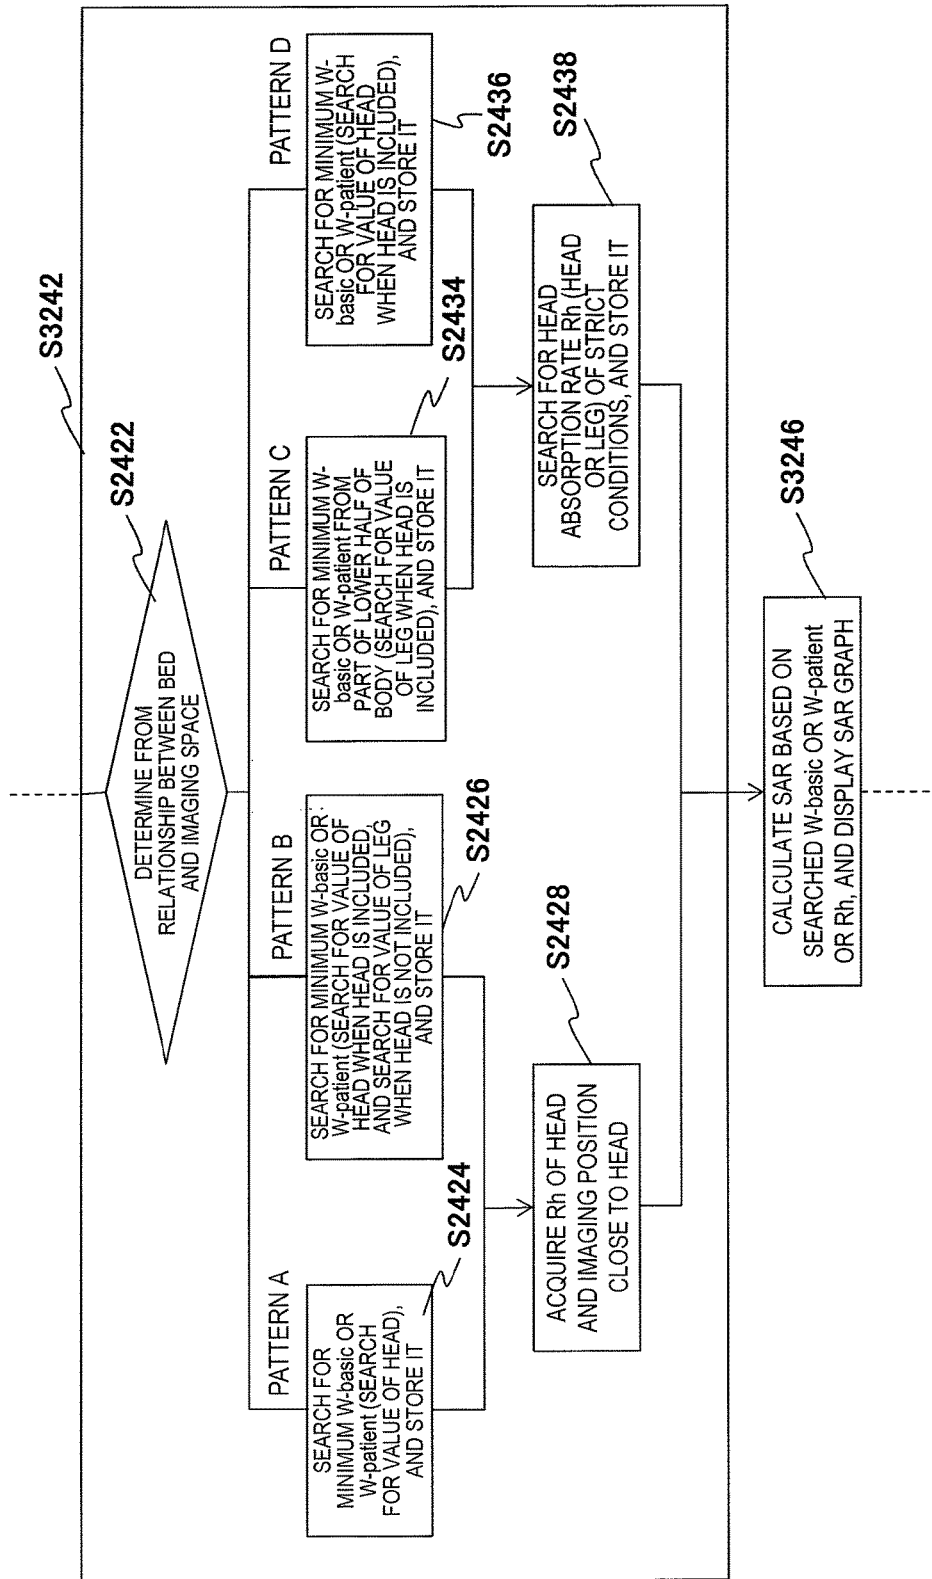 S3242
S2422
DETERMINE FROM
RELATIONSHIP BETWEEN BED
AND IMAGING SPACE
PATTERN A
SEARCH FOR
MINIMUM W-basic OR
W-patient (SEARCH
FOR VALUE OF HEAD),
AND STORE IT
S2424
PATTERN B
SEARCH FOR MINIMUM W-basic OR
W-patient (SEARCH FOR VALUE OF
HEAD WHEN HEAD IS INCLUDED,
AND SEARCH FOR VALUE OF LEG
WHEN HEAD IS NOT INCLUDED),
AND STORE IT
S2426
PATTERN C
SEARCH FOR MINIMUM W-
basic OR W-patient FROM
PART OF LOWER HALF OF
BODY (SEARCH FOR VALUE
OF LEG WHEN HEAD IS
INCLUDED), AND STORE IT
S2434
PATTERN D
SEARCH FOR MINIMUM W-
basic OR W-patient (SEARCH
FOR VALUE OF HEAD
WHEN HEAD IS INCLUDED),
AND STORE IT
S2436
ACQUIRE Rh OF HEAD
AND IMAGING POSITION
CLOSE TO HEAD
S2428
SEARCH FOR HEAD
ABSORPTION RATE Rh (HEAD
OR LEG) OF STRICT
CONDITIONS, AND STORE IT
S2438
CALCULATE SAR BASED ON
SEARCHED W-basic OR W-patient
OR Rh, AND DISPLAY SAR GRAPH
S3246